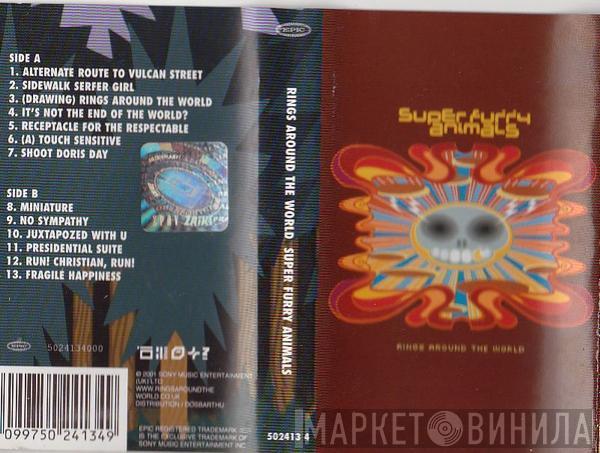 SIDE A
1. ALTERNATE ROUTE TO VULCAN STREET
2. SIDEWALK SERFER GIRL
3. (DRAWING) RINGS AROUND THE WORLD
4. IT'S NOT THE END OF THE WORLD?
5. RECEPTACLE FOR THE RESPECTABLE
6. (A) TOUCH SENSITIVE
7. SHOOT DORIS DAY
SIDE B
8. MINIATURE
9. NO SYMPATHY
10. JUXTAPOZED WITH U
11. PRESIDENTIAL SUITE
12. RUN! CHRISTIAN, RUN!
13. FRAGILE HAPPINESS
EPIC
5024134000
© 2001 SONY MUSIC ENTERTAINMENT
(UK) LTD
WWW.RINGSAROUNDTHE
WORLD.CO.UK
DISTRIBUTION / DOSBARTHU
EPIC REGISTERED TRADEMARK
IS THE EXCLUSIVE TRADEMARK OF
SONY MUSIC ENTERTAINMENT INC
099750 241349
EPIC
RINGS AROUND THE WORLD SUPER FURRY ANIMALS
502413 4
SUPER FURRY
ANIMALS
RINGS AROUND THE WORLD
МАРКЕТ ВИНИЛА